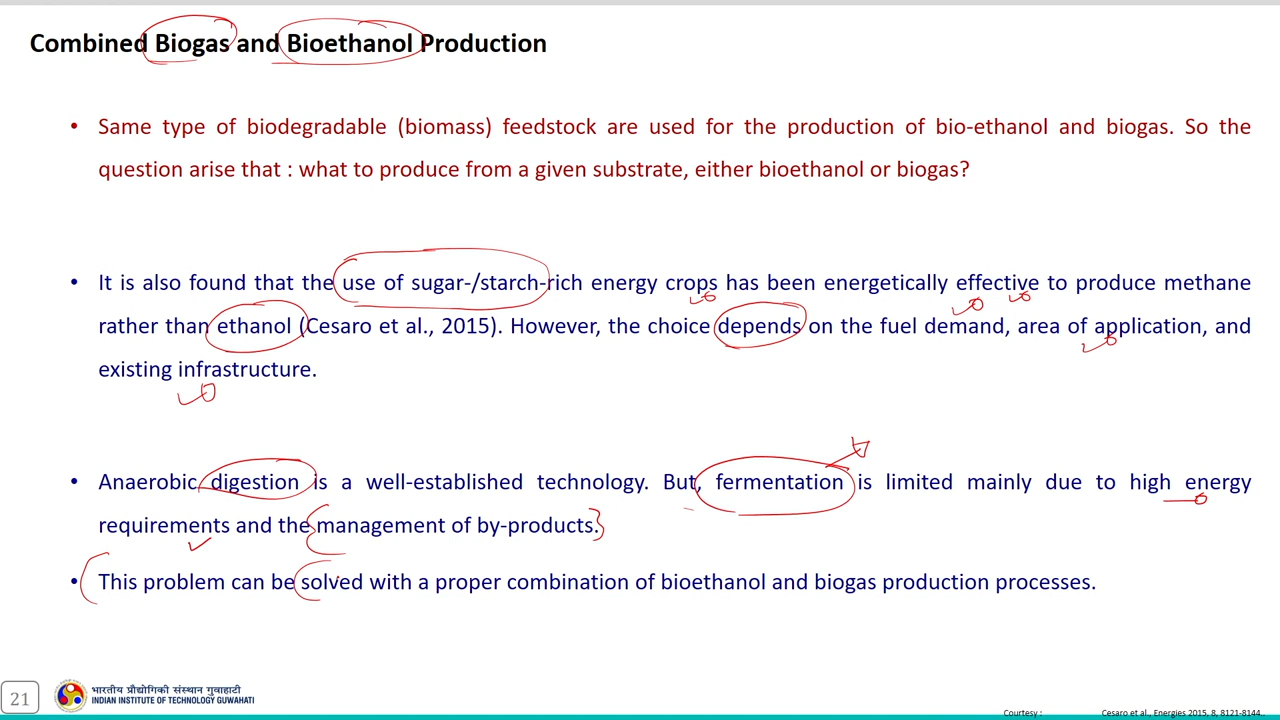 Combined Biogas and Bioethanol Production
• Same type of biodegradable (biomass) feedstock are used for the production of bio-ethanol and biogas. So the
question arise that : what to produce from a given substrate, either bioethanol or biogas?
• It is also found that the use of sugar-/starch-rich energy crops has been energetically effective to produce methane
rather than ethanol (Cesaro et al., 2015). However, the choice depends on the fuel demand, area of application, and
existing infrastructure.
• Anaerobic digestion is a well-established technology. But, fermentation is limited mainly due to high energy
requirements and the management of by-products.
• This problem can be solved with a proper combination of bioethanol and biogas production processes.
21
भारतीय प्रौद्योगिकी संस्थान गुवाहाटी
INDIAN INSTITUTE OF TECHNOLOGY GUWAHATI
Courtesy : Cesaro et al., Energies 2015, 8, 8121-8144..